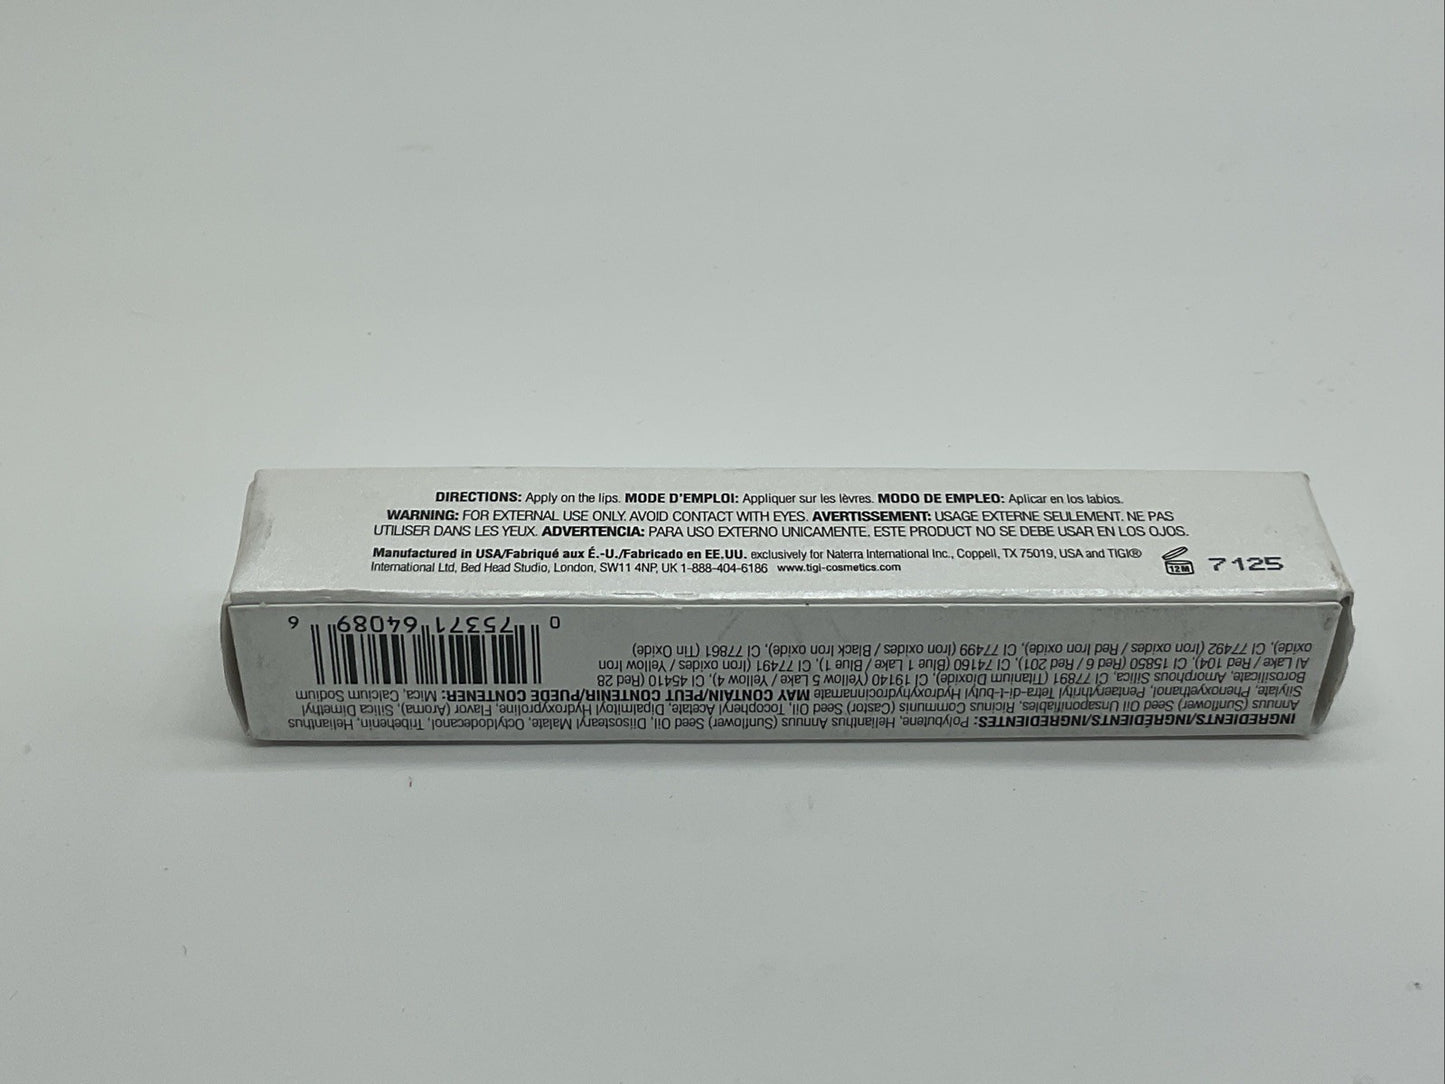 DIRECTIONS: Apply on the lips. MODE D'EMPLOI: Appliquer sur les lèvres. MODO DE EMPLEO: Aplicar en los labios.
WARNING: FOR EXTERNAL USE ONLY. AVOID CONTACT WITH EYES. AVERTISSEMENT: USAGE EXTERNE SEULEMENT. NE PAS
UTILISER DANS LES YEUX. ADVERTENCIA: PARA USO EXTERNO UNICAMENTE. ESTE PRODUCT NO SE DEBE USAR EN LOS OJOS.
Manufactured in USA/Fabriqué aux É.-U./Fabricado en EE.UU. exclusively for Naterra International Inc., Coppell, TX 75019, USA and TIGI®
International Ltd, Bed Head Studio, London, SW11 4NP, UK 1-888-404-6186 www.tigi-cosmetics.com
12M
7125
INGREDIENTS/INGRÉDIENTS/INGREDIENTES: Polybutene, Helianthus Annuus (Sunflower) Seed Oil, Diisostearyl Malate, Octyldodecanol, Tribehenin, Helianthus
Annuus (Sunflower) Seed Oil Unsaponifiables, Ricinus Communis (Castor) Seed Oil, Tocopheryl Acetate, Dipalmitoyl Hydroxyproline, Flavor (Aroma), Silica Dimethyl
Silylate, Phenoxyethanol, Pentaerythrityl Tetra-di-t-butyl Hydroxyhydrocinnamate MAY CONTAIN/PEUT CONTENIR/PUEDE CONTENER: Mica, Calcium Sodium
Borosilicate, Amorphous Silica, CI 77891 (Titanium Dioxide), CI 19140 (Yellow 5 Lake / Yellow 4), CI 45410 (Red 28
Al Lake / Red 104), CI 15850 (Red 6 / Red 201), CI 74160 (Blue 1 Lake / Blue 1), CI 77491 (Iron oxides / Yellow Iron
oxide), CI 77492 (Iron oxides / Red Iron oxide), CI 77499 (Iron oxides / Black Iron oxide), CI 77861 (Tin Oxide)
0 75371 64089 6